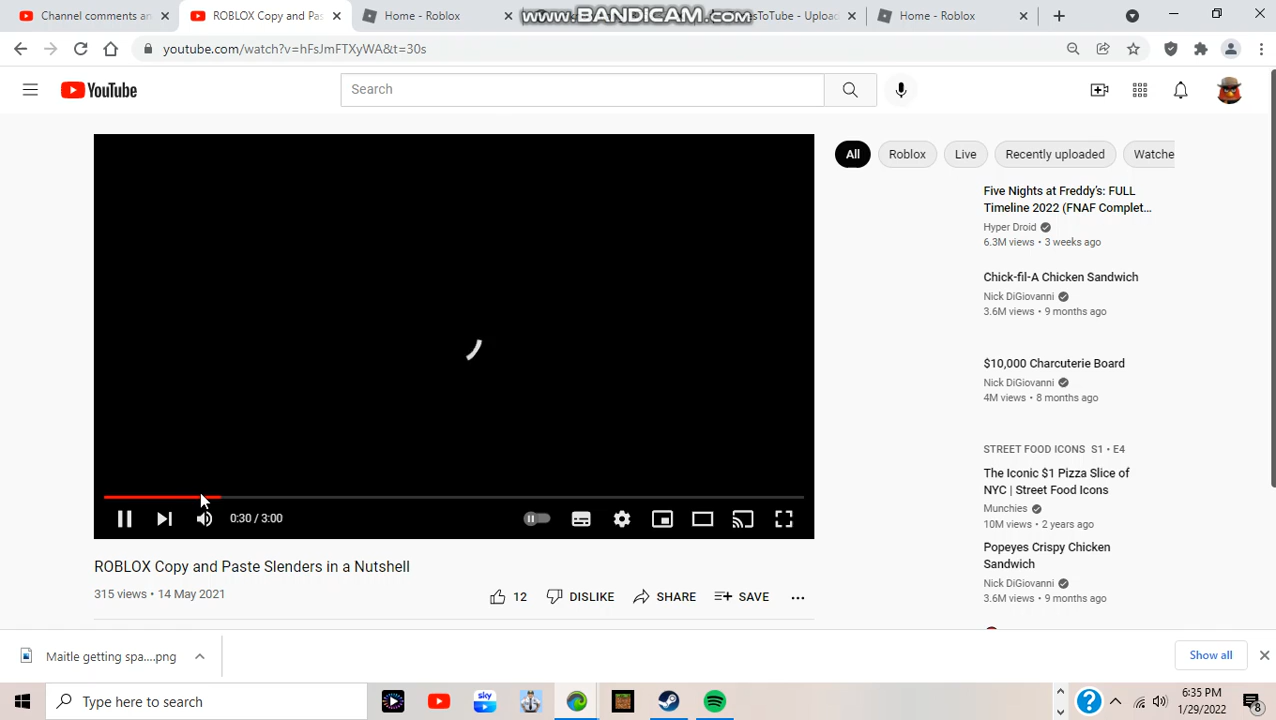 Channel comments an
ROBLOX Copy and Pas
Home - Roblox
www.BANDICAM.com
sToTube - Upload
Home - Roblox
youtube.com/watch?v=hFsJmFTXyWA&t=30s
YouTube
Search
All
Roblox
Live
Recently uploaded
Watche
Five Nights at Freddy's: FULL
Timeline 2022 (FNAF Complet...
Hyper Droid
6.3M views • 3 weeks ago
Chick-fil-A Chicken Sandwich
Nick DiGiovanni
3.6M views • 9 months ago
$10,000 Charcuterie Board
Nick DiGiovanni
4M views • 8 months ago
STREET FOOD ICONS S1 • E4
The Iconic $1 Pizza Slice of
NYC | Street Food Icons
Munchies
10M views • 2 years ago
Popeyes Crispy Chicken
Sandwich
Nick DiGiovanni
3.6M views • 9 months ago
0:30 / 3:00
ROBLOX Copy and Paste Slenders in a Nutshell
315 views • 14 May 2021
12
DISLIKE
SHARE
SAVE
Maitle getting spa....png
Show all
Type here to search
sky
6:35 PM
1/29/2022
8